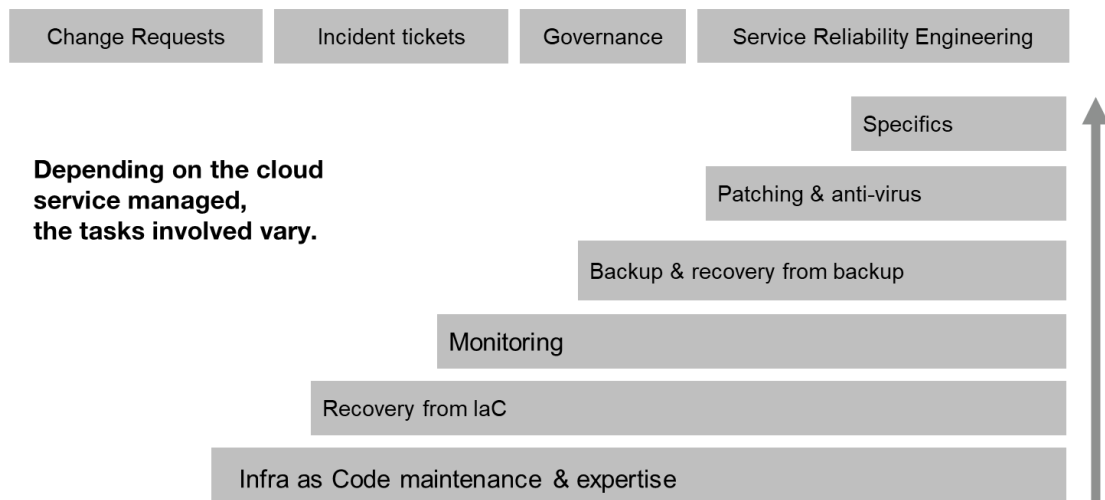 Change Requests
Incident tickets
Governance
Service Reliability Engineering
Specifics
Depending on the cloud
service managed,
the tasks involved vary.
Patching & anti-virus
Backup & recovery from backup
Monitoring
Recovery from IaC
Infra as Code maintenance & expertise